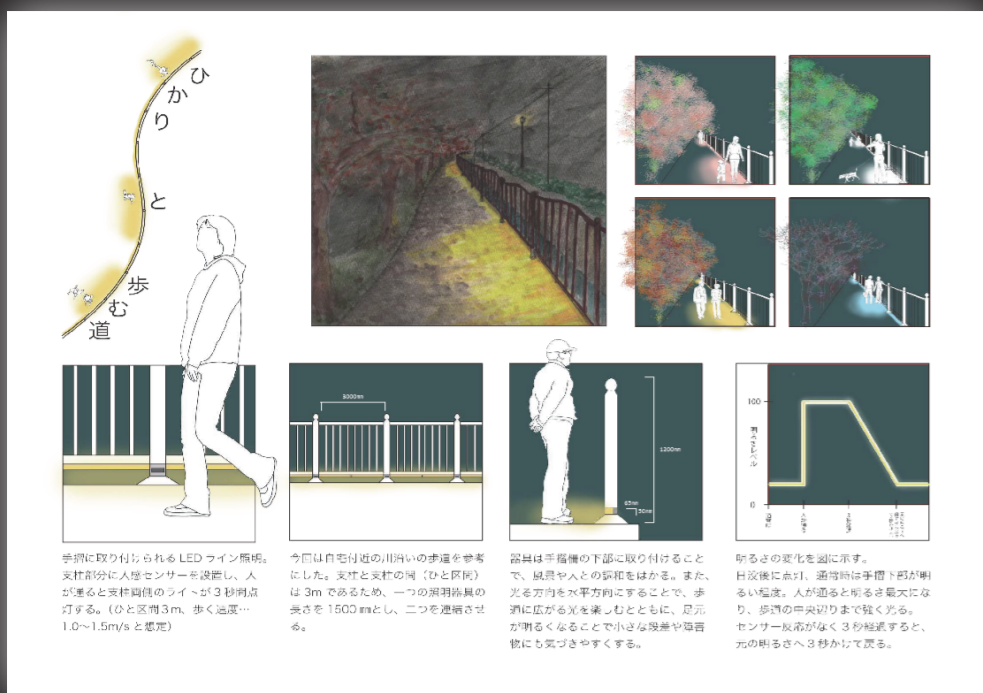 ひかりと歩む道
3000mm
1200mm
65mm
50mm
100
明るさレベル
0
手摺に取り付けられる LED ライン照明。
支柱部分に人感センサーを設置し、人
が通ると支柱両側のライトが 3 秒間点
灯する。（ひと区間 3 m、歩く速度…
1.0〜1.5m/s と想定）
今回は自宅付近の川沿いの歩道を参考
にした。支柱と支柱の間（ひと区間）
は 3m であるため、一つの照明器具の
長さを 1500 mmとし、二つを連結させ
る。
器具は手摺柵の下部に取り付けること
で、風景や人との調和をはかる。また、
光る方向を水平方向にすることで、歩
道に広がる光を楽しむとともに、足元
が明るくなることで小さな段差や障害
物にも気づきやすくする。
明るさの変化を図に示す。
日没後に点灯、通常時は手摺下部が明
るい程度。人が通ると明るさ最大にな
り、歩道の中央辺りまで強く光る。
センサー反応がなく 3 秒経過すると、
元の明るさへ 3 秒かけて戻る。